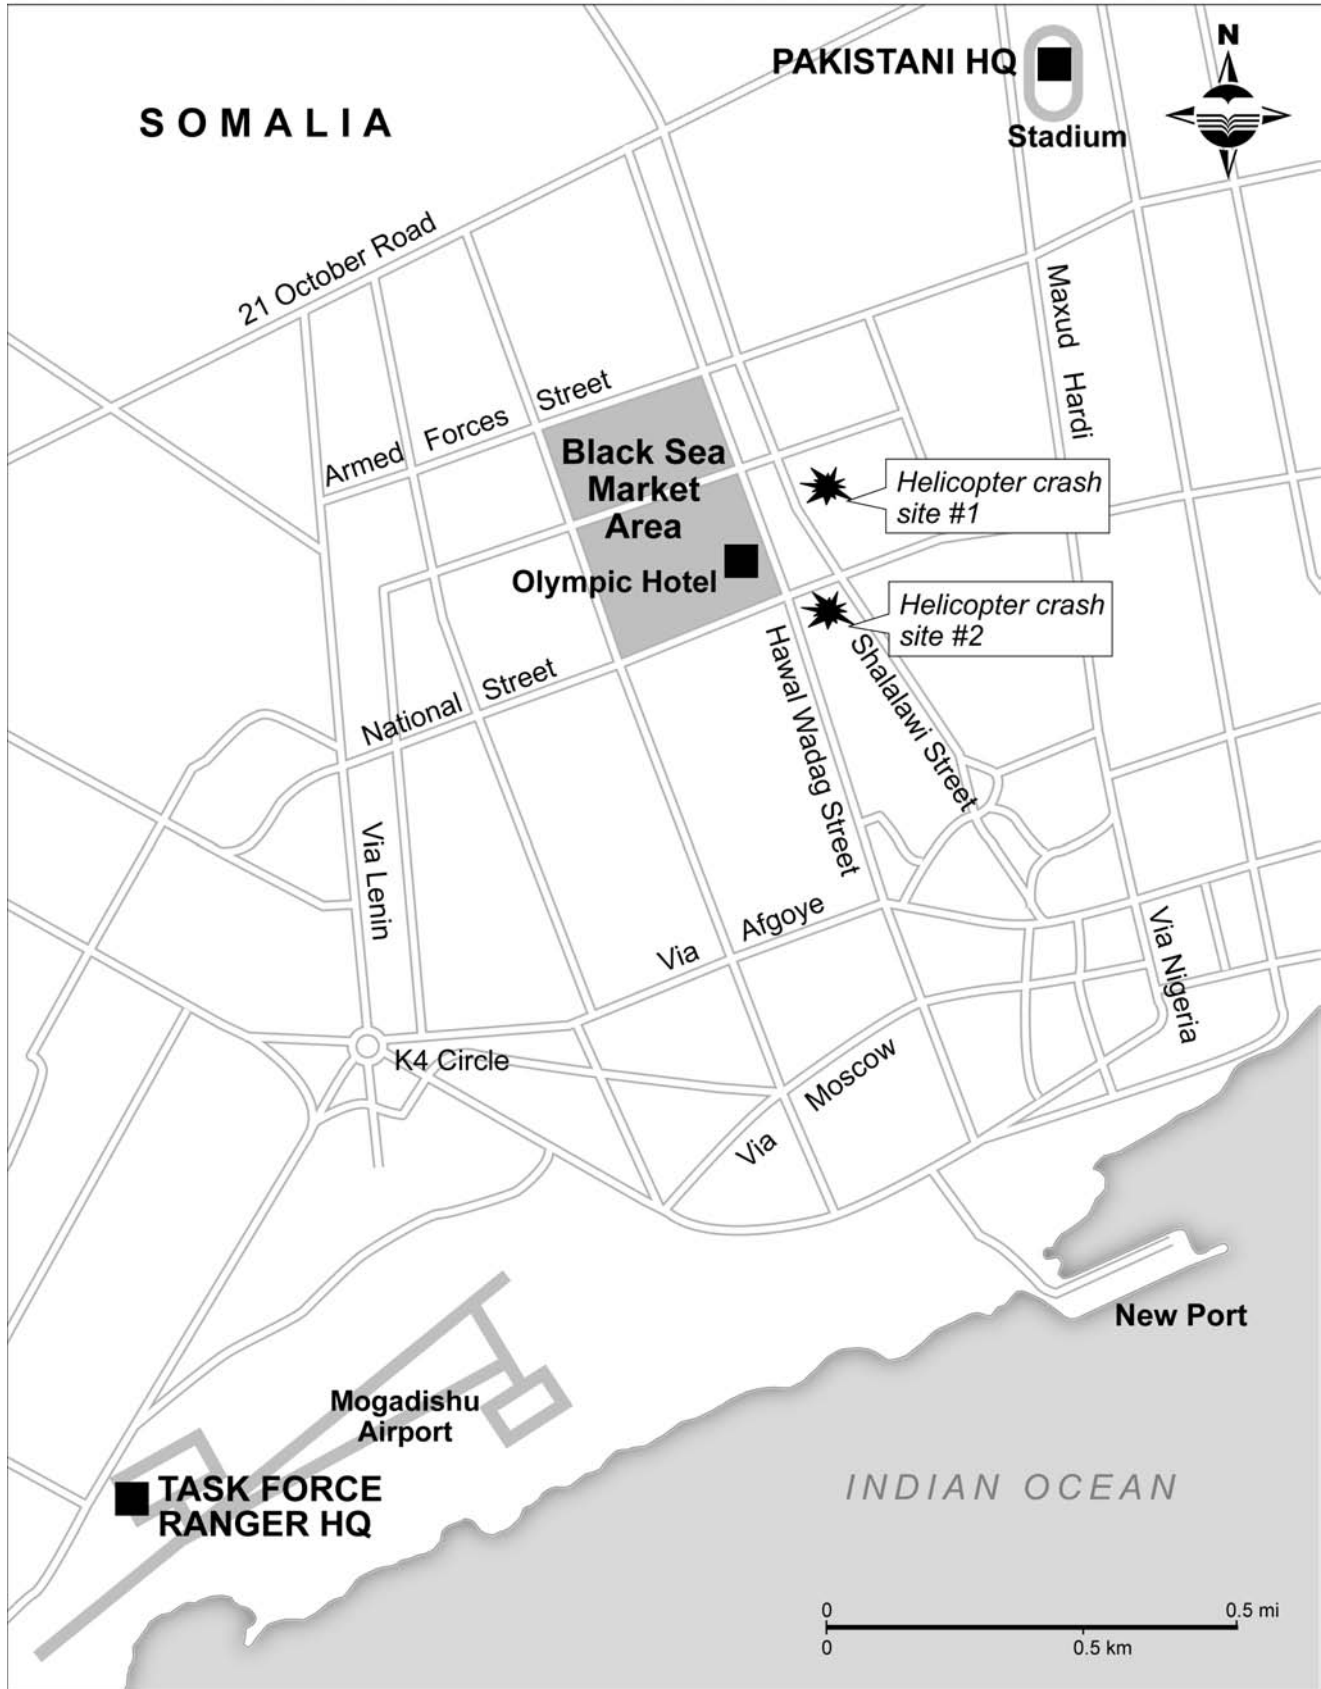 N
PAKISTANI HQ
Stadium
SOMALIA
21 October Road
Maxud Hardi
Armed Forces Street
Black Sea
Market
Area
Helicopter crash
site #1
Olympic Hotel
Helicopter crash
site #2
National Street
Hawal Wadag Street
Shalalawi Street
Via Lenin
Via Afgoye
Via Nigeria
K4 Circle
Via Moscow
New Port
Mogadishu
Airport
TASK FORCE
RANGER HQ
INDIAN OCEAN
0 0.5 mi
0 0.5 km